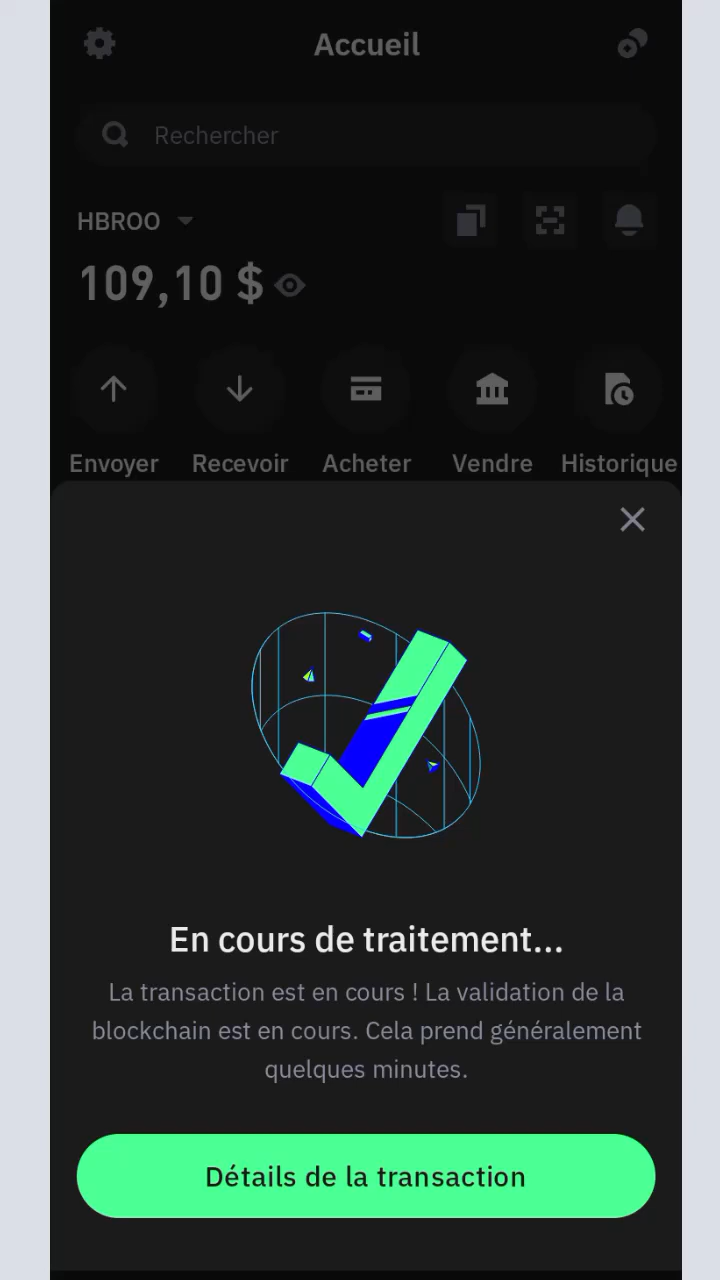 Accueil
Rechercher
HBROO
109,10 $
Envoyer Recevoir Acheter Vendre Historique
En cours de traitement...
La transaction est en cours ! La validation de la
blockchain est en cours. Cela prend généralement
quelques minutes.
Détails de la transaction